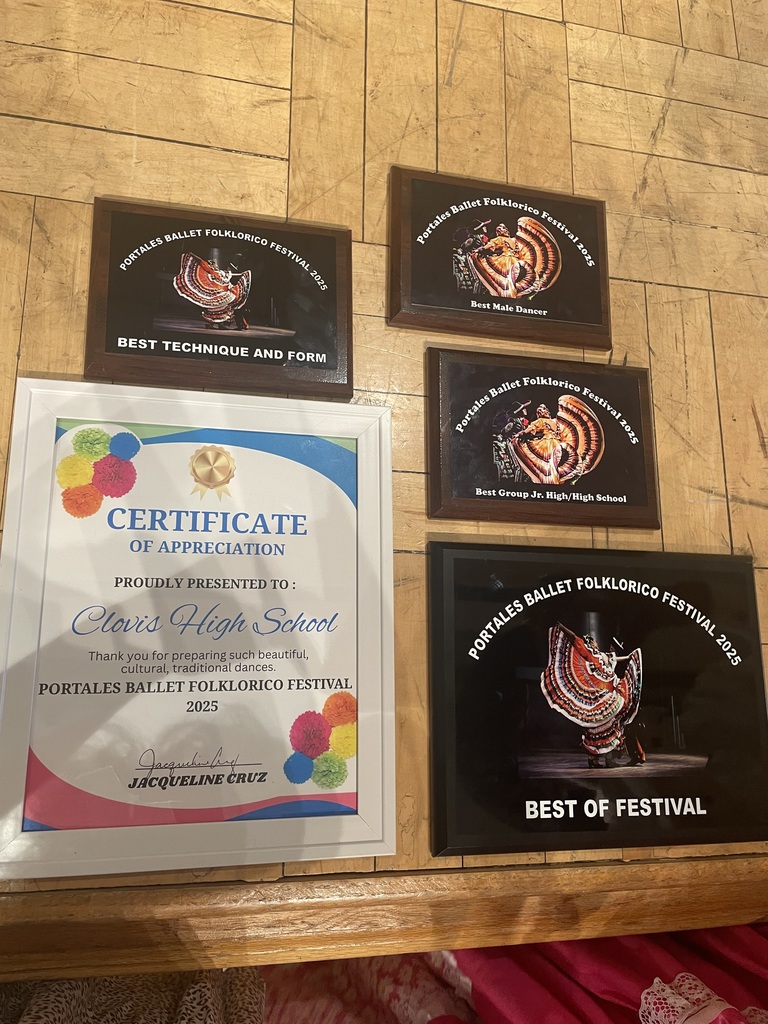 PORTALES BALLET FOLKLORICO FESTIVAL 2025
BEST TECHNIQUE AND FORM
Portales Ballet Folklorico Festival 2025
Best Male Dancer
Portales Ballet Folklorico Festival 2025
Best Group Jr. High/High School
CERTIFICATE
OF APPRECIATION
PROUDLY PRESENTED TO :
Clovis High School
Thank you for preparing such beautiful,
cultural, traditional dances.
PORTALES BALLET FOLKLORICO FESTIVAL
2025
JACQUELINE CRUZ
PORTALES BALLET FOLKLORICO FESTIVAL 2025
BEST OF FESTIVAL